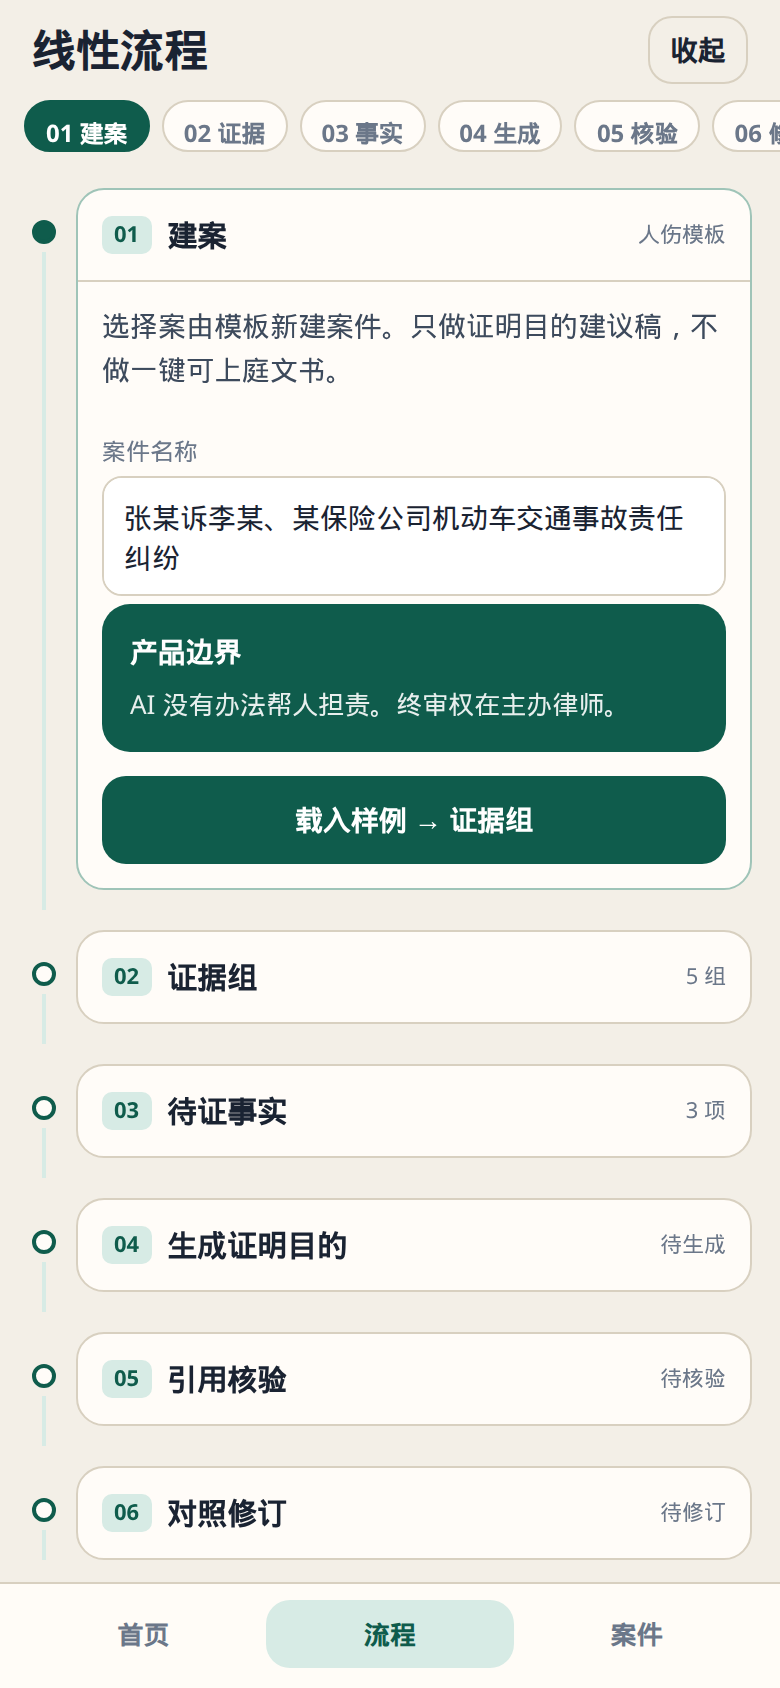 线性流程
收起
01 建案
02 证据
03 事实
04 生成
05 核验
06
01 建案 人伤模板
选择案由模板新建案件。只做证明目的建议稿，不
做一键可上庭文书。
案件名称
张某诉李某、某保险公司机动车交通事故责任
纠纷
产品边界
AI 没有办法帮人担责。终审权在主办律师。
载入样例 → 证据组
02 证据组 5 组
03 待证事实 3 项
04 生成证明目的 待生成
05 引用核验 待核验
06 对照修订 待修订
首页
流程
案件